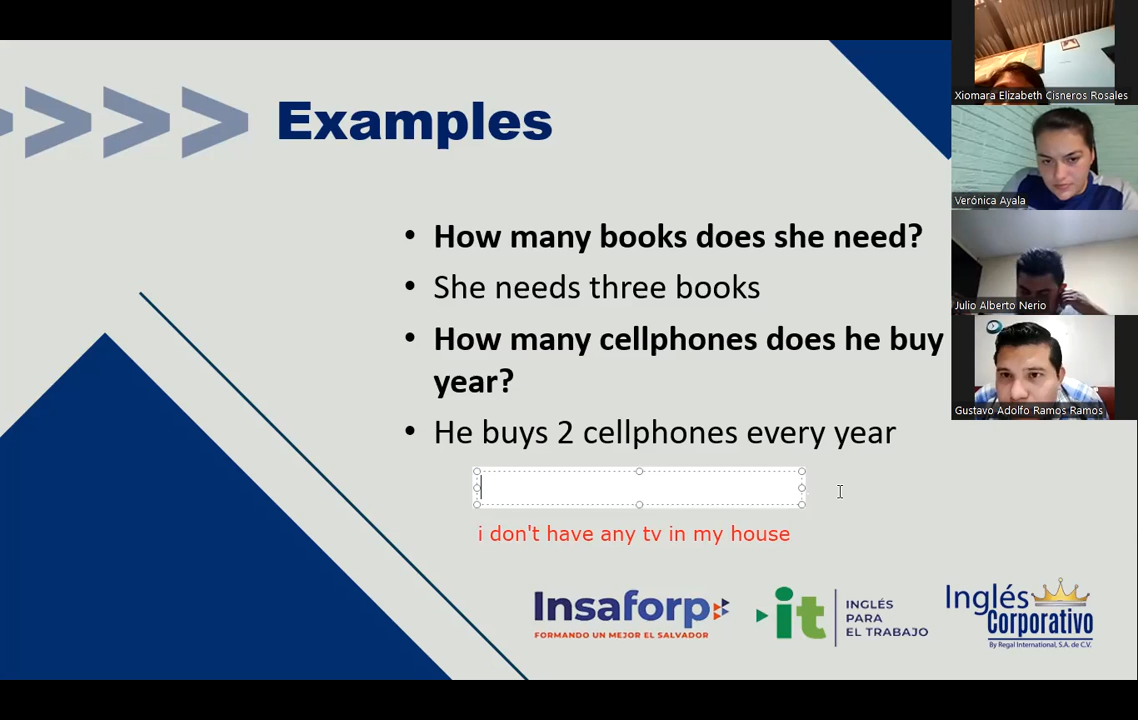 Examples
• How many books does she need?
• She needs three books
• How many cellphones does he buy
year?
• He buys 2 cellphones every year
i don't have any tv in my house
Insaforp
FORMANDO UN MEJOR EL SALVADOR
it
INGLÉS
PARA
EL TRABAJO
Inglés
Corporativo
By Regal International, S.A. de C.V.
Xiomara Elizabeth Cisneros Rosales
Verónica Ayala
Julio Alberto Nerio
Gustavo Adolfo Ramos Ramos